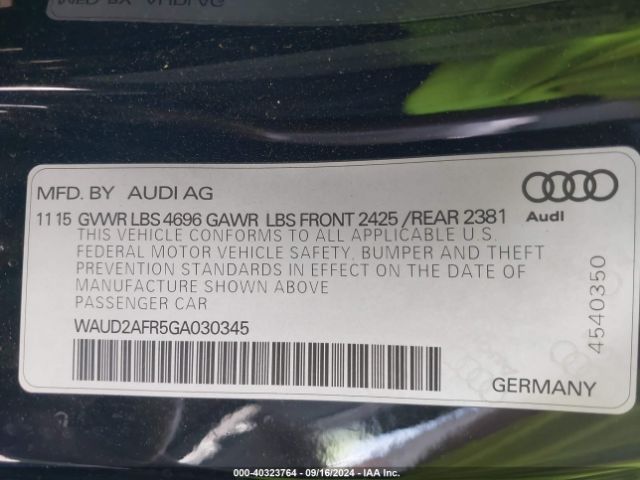 MFD. BY AUDI AG
11 15 GVWR LBS 4696 GAWR LBS FRONT 2425 /REAR 2381
Audi
THIS VEHICLE CONFORMS TO ALL APPLICABLE U.S.
FEDERAL MOTOR VEHICLE SAFETY, BUMPER AND THEFT
PREVENTION STANDARDS IN EFFECT ON THE DATE OF
MANUFACTURE SHOWN ABOVE
PASSENGER CAR
WAUD2AFR5GA030345
4540350
GERMANY
000-40323764 - 09/16/2024 - IAA Inc.